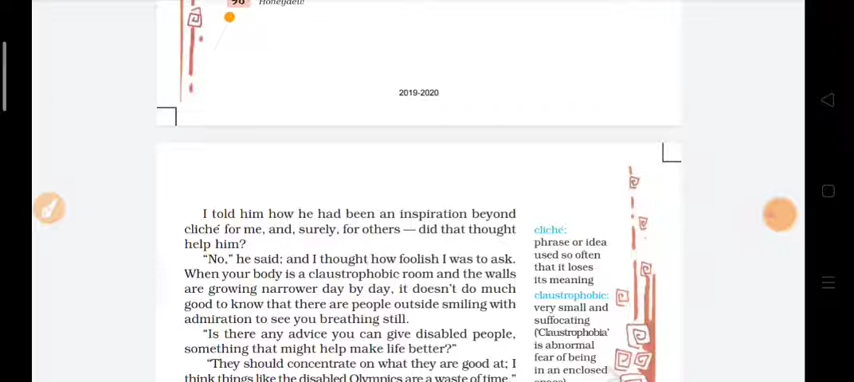 96 Honeydew
2019-2020
I told him how he had been an inspiration beyond
cliché for me, and, surely, for others — did that thought
help him?
“No,” he said; and I thought how foolish I was to ask.
When your body is a claustrophobic room and the walls
are growing narrower day by day, it doesn’t do much
good to know that there are people outside smiling with
admiration to see you breathing still.
“Is there any advice you can give disabled people,
something that might help make life better?”
“They should concentrate on what they are good at; I
think things like the disabled Olympics are a waste of time.”
cliché:
phrase or idea
used so often
that it loses
its meaning
claustrophobic:
very small and
suffocating
(‘Claustrophobia’
is abnormal
fear of being
in an enclosed
space)